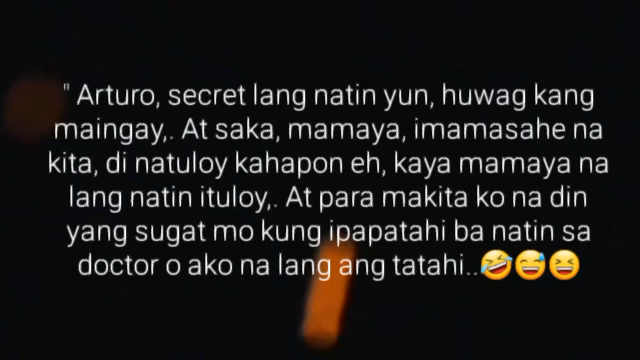 " Arturo, secret lang natin yun, huwag kang
maingay,. At saka, mamaya, imamasahe na
kita, di natuloy kahapon eh, kaya mamaya na
lang natin ituloy,. At para makita ko na din
yang sugat mo kung ipapatahi ba natin sa
doctor o ako na lang ang tatahi..🤣😅😆